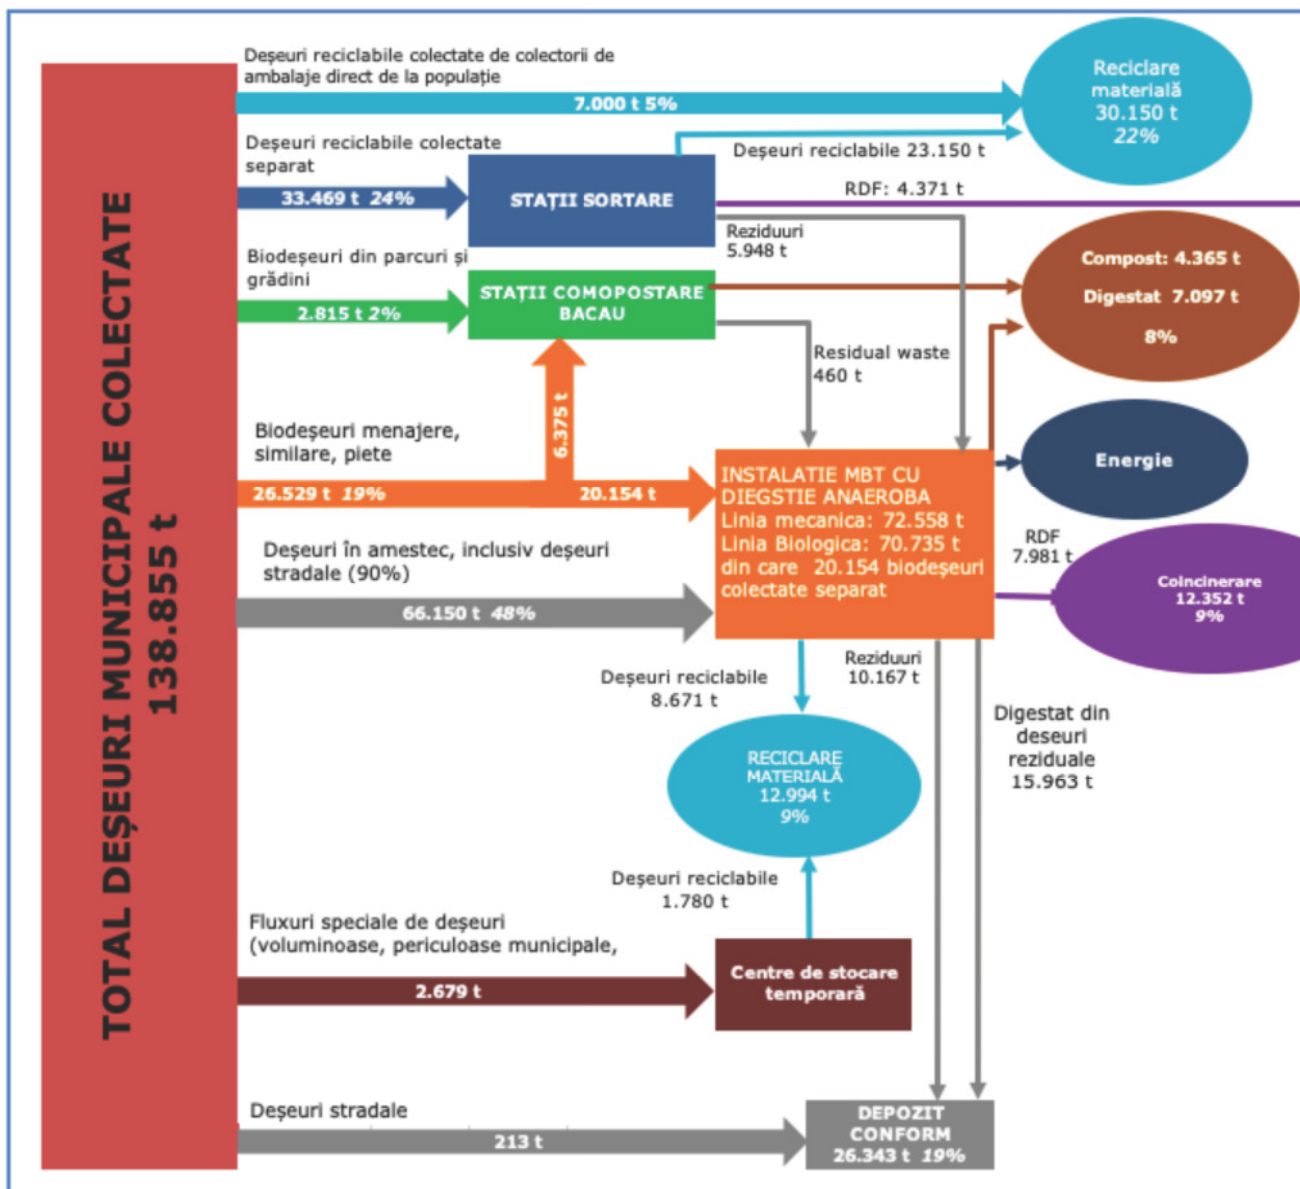 TOTAL DEȘEURI MUNICIPALE COLECTATE
138.855 t
Deșeuri reciclabile colectate de colectorii de
ambalaje direct de la populație
7.000 t 5%
Reciclare
materială
30.150 t
22%
Deșeuri reciclabile colectate
separat
33.469 t 24%
STAȚII SORTARE
Deșeuri reciclabile 23.150 t
RDF: 4.371 t
Reziduuri
5.948 t
Biodeșeuri din parcuri și
grădini
2.815 t 2%
STAȚII COMOPOSTARE
BACAU
Compost: 4.365 t
Digestat 7.097 t
8%
Residual waste
460 t
6.375 t
Biodeșeuri menajere,
similare, piete
26.529 t 19%
20.154 t
INSTALATIE MBT CU
DIEGSTIE ANAEROBA
Linia mecanica: 72.558 t
Linia Biologica: 70.735 t
din care 20.154 biodeșeuri
colectate separat
Energie
RDF
7.981 t
Coincinerare
12.352 t
9%
Deșeuri în amestec, inclusiv deșeuri
stradale (90%)
66.150 t 48%
Deșeuri reciclabile
8.671 t
Reziduuri
10.167 t
Digestat din
deseuri
reziduale
15.963 t
RECICLARE
MATERIALĂ
12.994 t
9%
Deșeuri reciclabile
1.780 t
Fluxuri speciale de deșeuri
(voluminoase, periculoase municipale,
2.679 t
Centre de stocare
temporară
Deșeuri stradale
213 t
DEPOZIT
CONFORM
26.343 t 19%